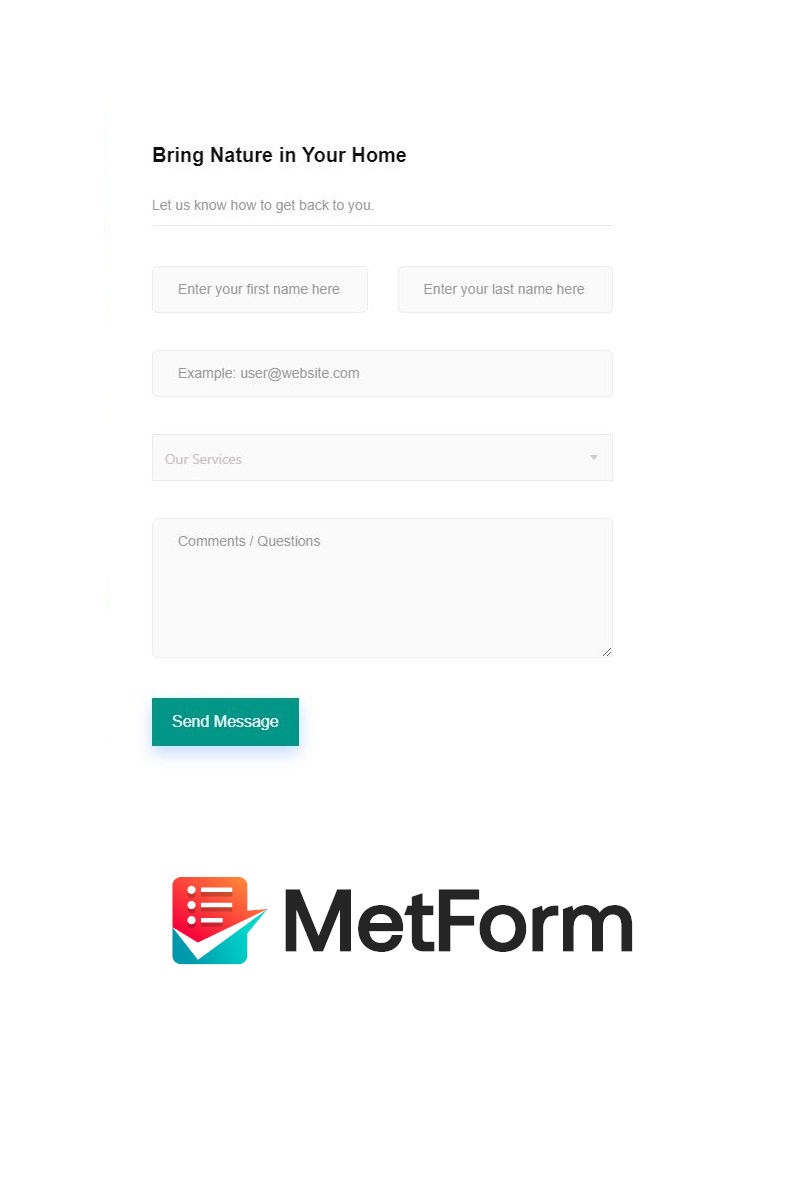 Bring Nature in Your Home
Let us know how to get back to you.
Enter your first name here
Enter your last name here
Example: user@website.com
Our Services
Comments / Questions
Send Message
MetForm